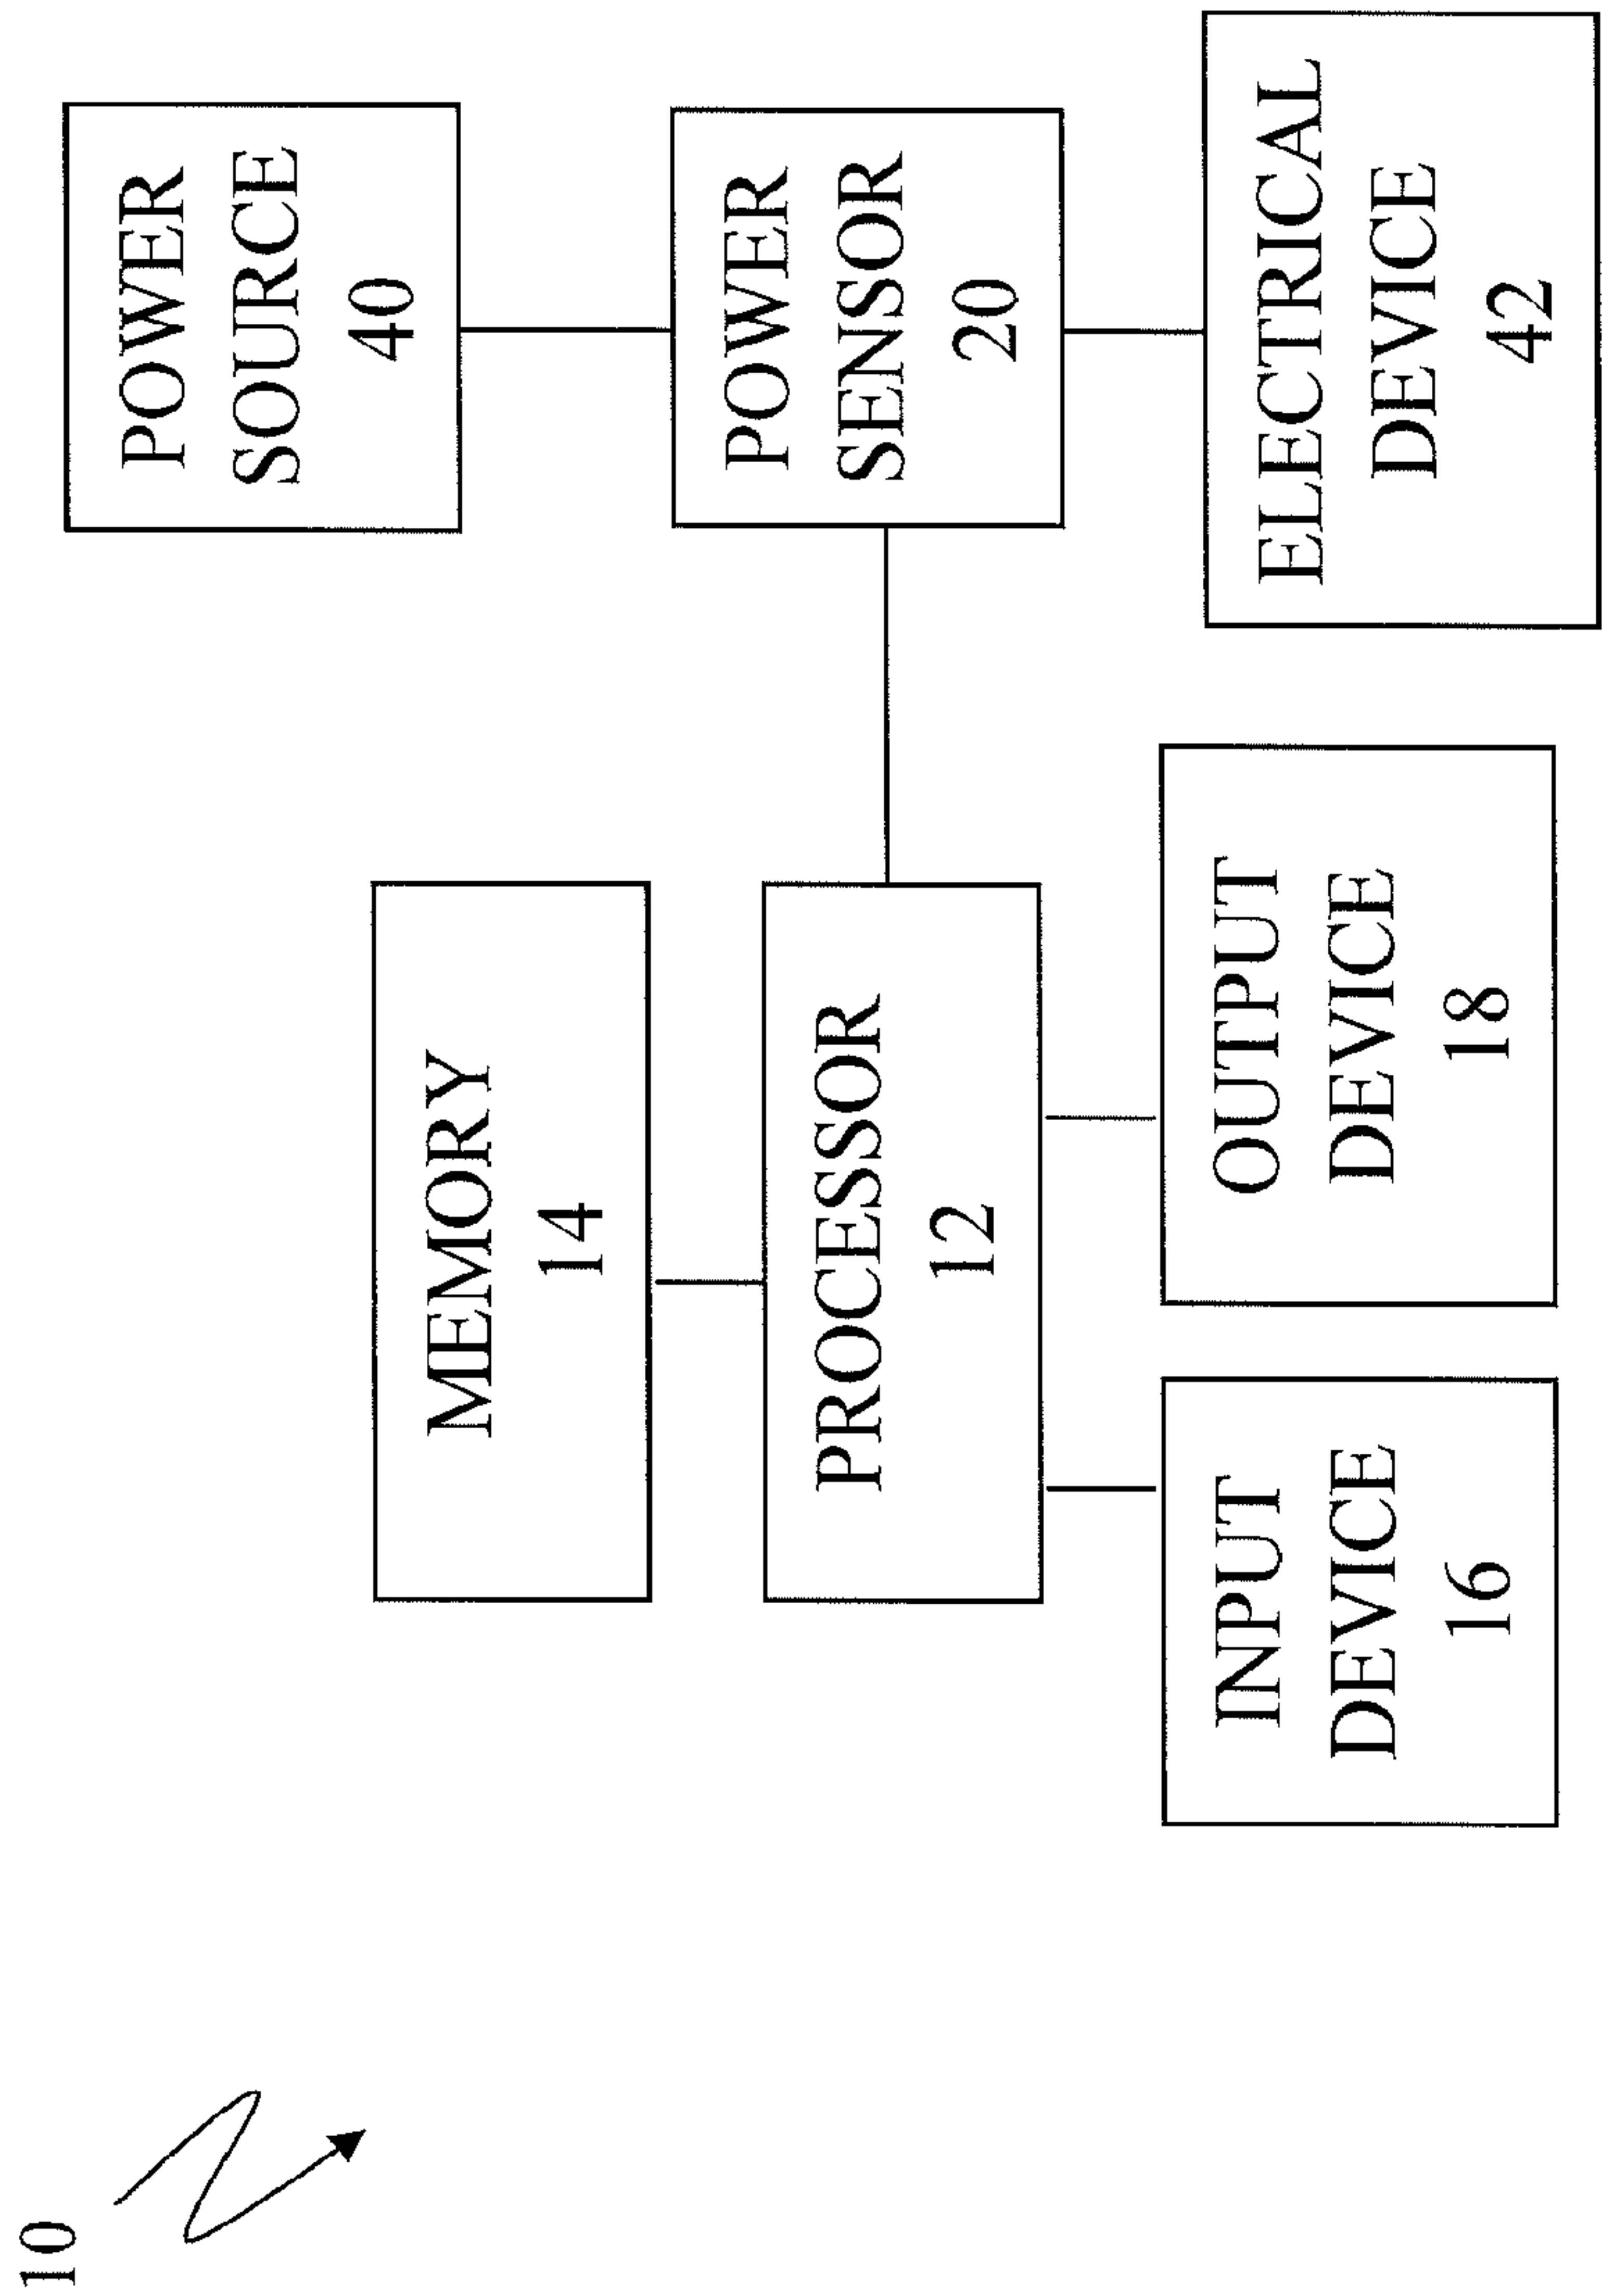 10
MEMORY
14
POWER
SOURCE
40
PROCESSOR
12
POWER
SENSOR
20
INPUT
DEVICE
16
OUTPUT
DEVICE
18
ELECTRICAL
DEVICE
42